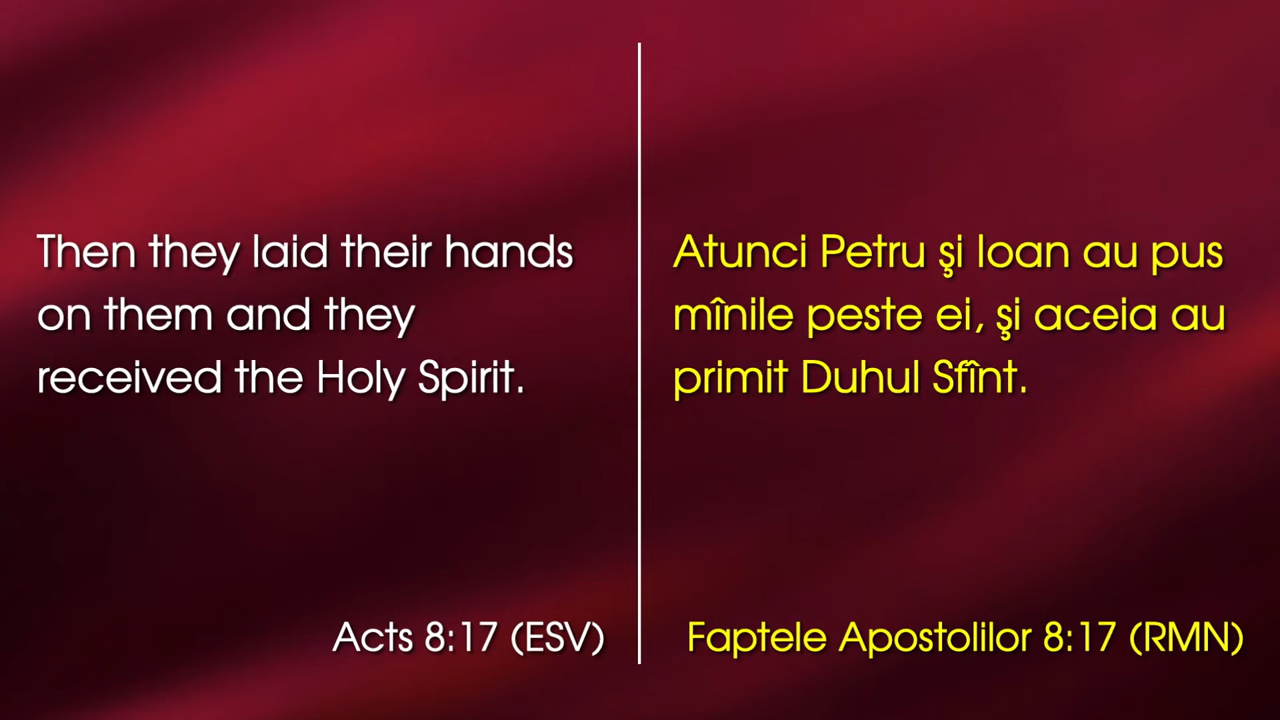 Then they laid their hands
on them and they
received the Holy Spirit.
Acts 8:17 (ESV)
Atunci Petru şi Ioan au pus
mînile peste ei, şi aceia au
primit Duhul Sfînt.
Faptele Apostolilor 8:17 (RMN)